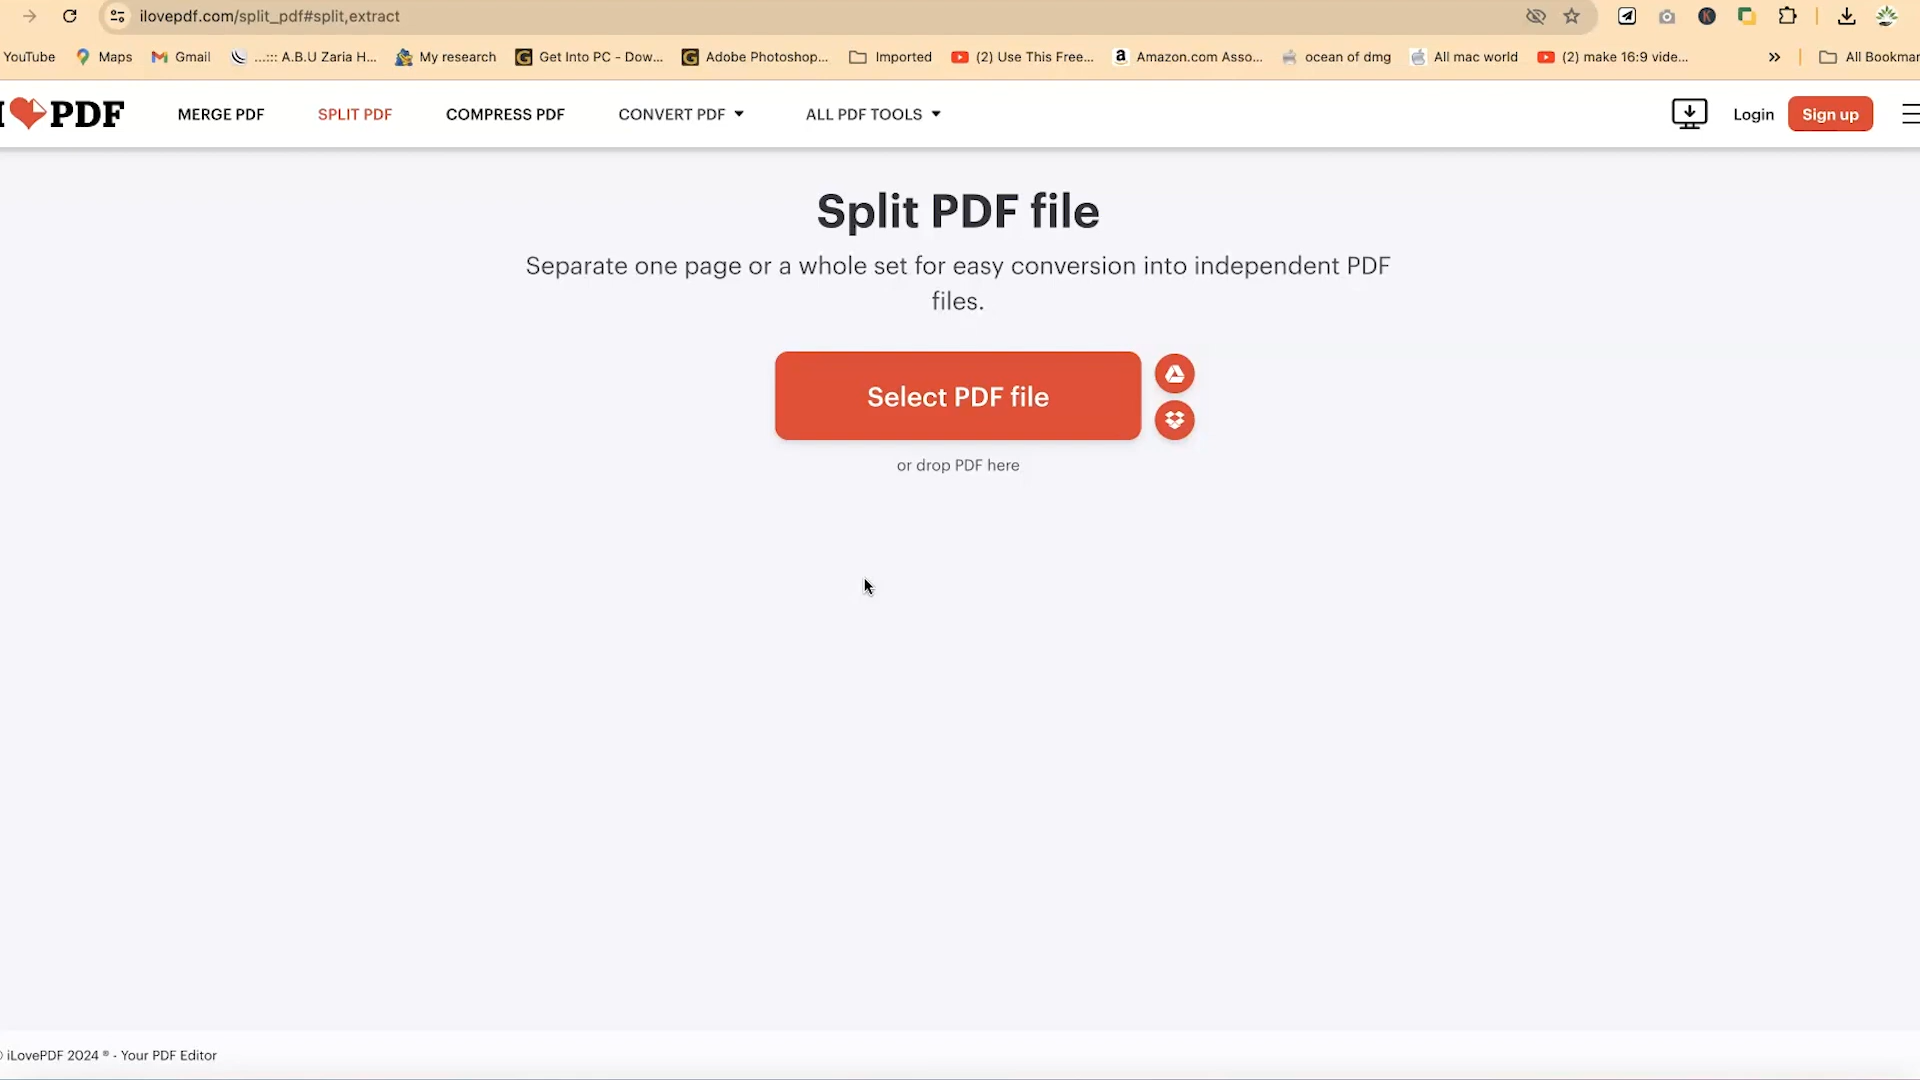 ilovepdf.com/split_pdf#split,extract
YouTube Maps Gmail ...::: A.B.U Zaria H... My research Get Into PC - Dow... Adobe Photoshop... Imported (2) Use This Free... Amazon.com Asso... ocean of dmg All mac world (2) make 16:9 vide... » All Bookmar
I PDF MERGE PDF SPLIT PDF COMPRESS PDF CONVERT PDF ALL PDF TOOLS Login Sign up
Split PDF file
Separate one page or a whole set for easy conversion into independent PDF
files.
Select PDF file
or drop PDF here
© iLovePDF 2024 ® - Your PDF Editor